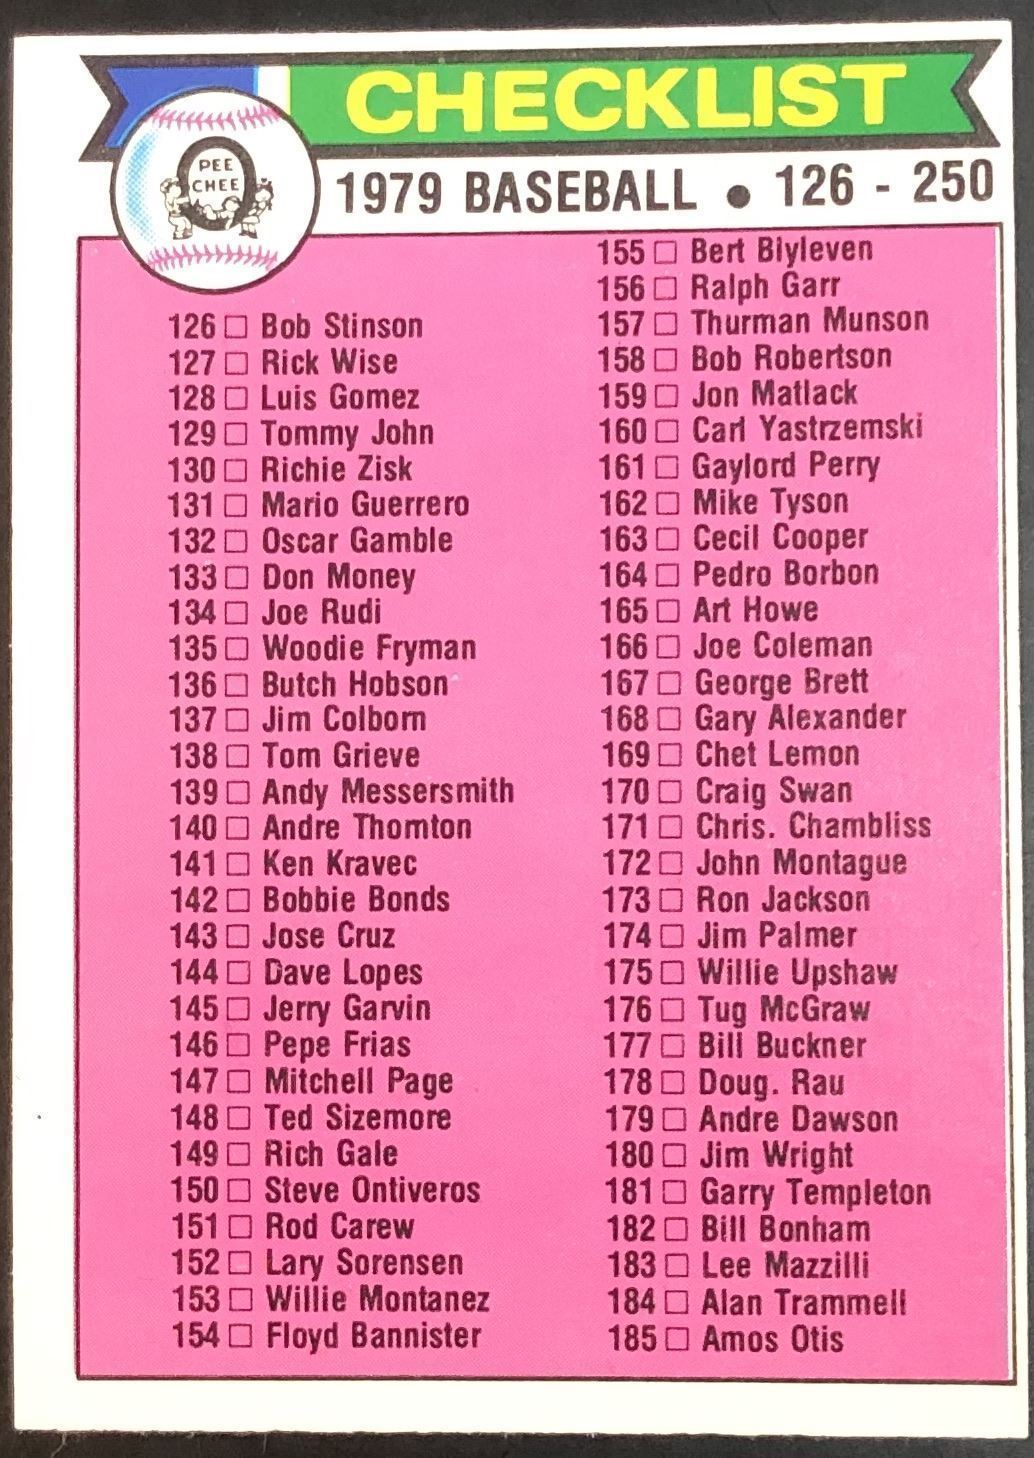 CHECKLIST
PEE
CHEE
1979 BASEBALL • 126 - 250
126 □ Bob Stinson
127 □ Rick Wise
128 □ Luis Gomez
129 □ Tommy John
130 □ Richie Zisk
131 □ Mario Guerrero
132 □ Oscar Gamble
133 □ Don Money
134 □ Joe Rudi
135 □ Woodie Fryman
136 □ Butch Hobson
137 □ Jim Colborn
138 □ Tom Grieve
139 □ Andy Messersmith
140 □ Andre Thornton
141 □ Ken Kravec
142 □ Bobbie Bonds
143 □ Jose Cruz
144 □ Dave Lopes
145 □ Jerry Garvin
146 □ Pepe Frias
147 □ Mitchell Page
148 □ Ted Sizemore
149 □ Rich Gale
150 □ Steve Ontiveros
151 □ Rod Carew
152 □ Lary Sorensen
153 □ Willie Montanez
154 □ Floyd Bannister
155 □ Bert Blyleven
156 □ Ralph Garr
157 □ Thurman Munson
158 □ Bob Robertson
159 □ Jon Matlack
160 □ Carl Yastrzemski
161 □ Gaylord Perry
162 □ Mike Tyson
163 □ Cecil Cooper
164 □ Pedro Borbon
165 □ Art Howe
166 □ Joe Coleman
167 □ George Brett
168 □ Gary Alexander
169 □ Chet Lemon
170 □ Craig Swan
171 □ Chris. Chambliss
172 □ John Montague
173 □ Ron Jackson
174 □ Jim Palmer
175 □ Willie Upshaw
176 □ Tug McGraw
177 □ Bill Buckner
178 □ Doug. Rau
179 □ Andre Dawson
180 □ Jim Wright
181 □ Garry Templeton
182 □ Bill Bonham
183 □ Lee Mazzilli
184 □ Alan Trammell
185 □ Amos Otis